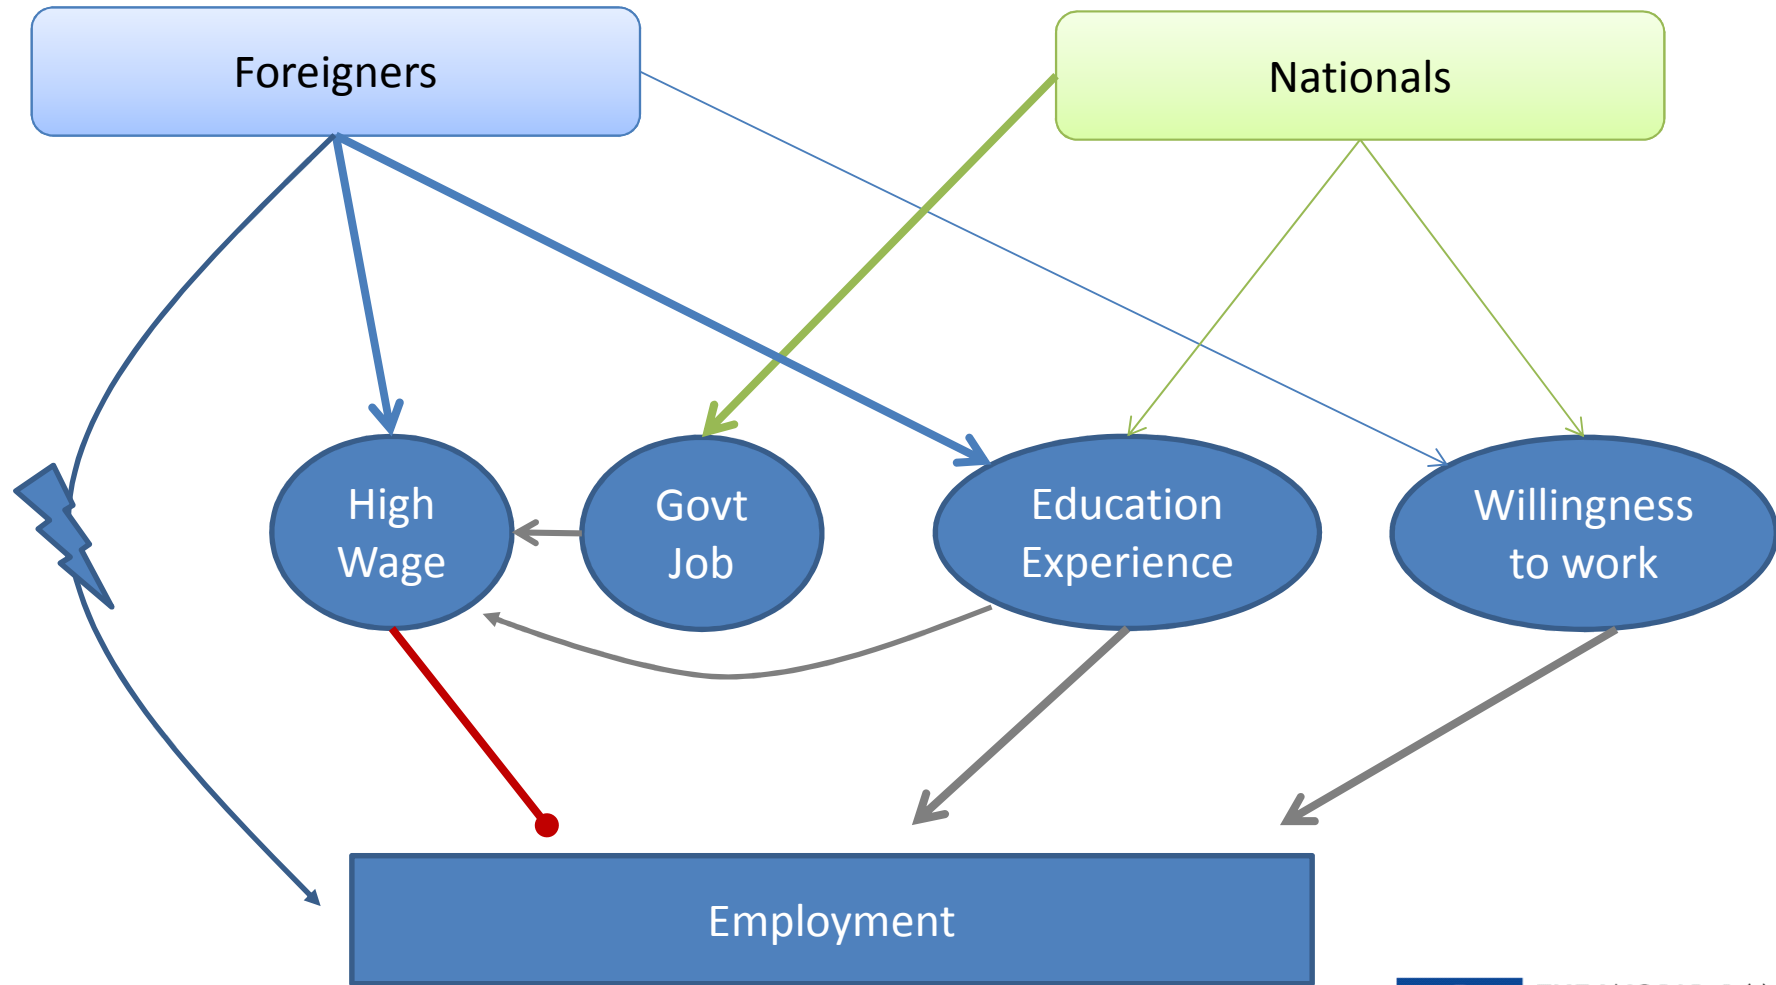 Foreigners
Nationals
High
Wage
Govt
Job
Education
Experience
Willingness
to work
Employment